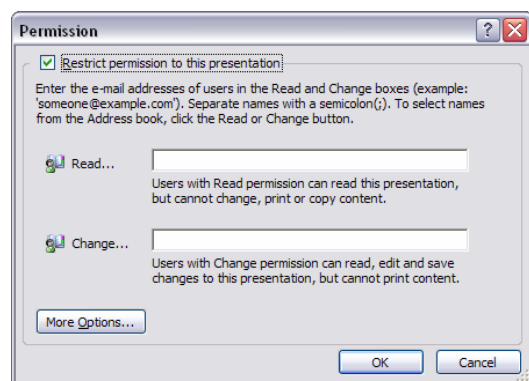 Permission
Restrict permission to this presentation
Enter the e-mail addresses of users in the Read and Change boxes (example:
'someone@example.com'). Separate names with a semicolon(;). To select names
from the Address book, click the Read or Change button.
Read...
Users with Read permission can read this presentation,
but cannot change, print or copy content.
Change...
Users with Change permission can read, edit and save
changes to this presentation, but cannot print content.
More Options...
OK Cancel